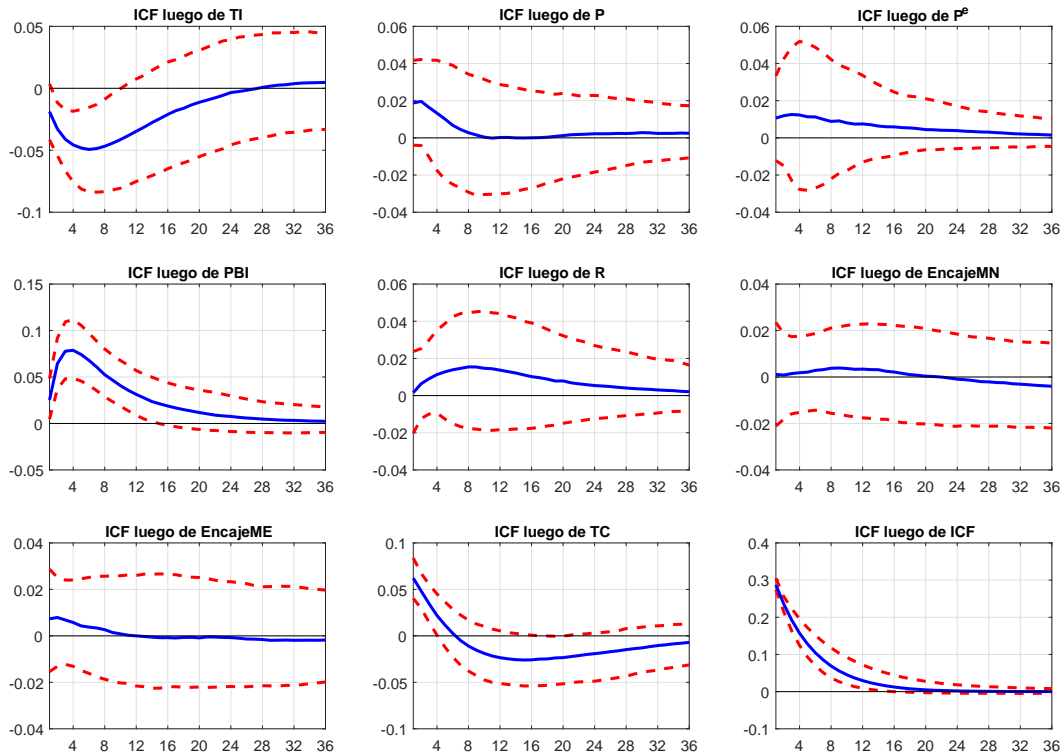 ICF luego de TI
0.05
0
-0.05
-0.1
4 8 12 16 20 24 28 32 36
ICF luego de P
0.06
0.04
0.02
0
-0.02
-0.04
4 8 12 16 20 24 28 32 36
ICF luego de Pᵉ
0.06
0.04
0.02
0
-0.02
-0.04
4 8 12 16 20 24 28 32 36
ICF luego de PBI
0.15
0.1
0.05
0
-0.05
4 8 12 16 20 24 28 32 36
ICF luego de R
0.06
0.04
0.02
0
-0.02
-0.04
4 8 12 16 20 24 28 32 36
ICF luego de EncajeMN
0.04
0.02
0
-0.02
-0.04
4 8 12 16 20 24 28 32 36
ICF luego de EncajeME
0.04
0.02
0
-0.02
-0.04
4 8 12 16 20 24 28 32 36
ICF luego de TC
0.1
0.05
0
-0.05
-0.1
4 8 12 16 20 24 28 32 36
ICF luego de ICF
0.4
0.3
0.2
0.1
0
-0.1
4 8 12 16 20 24 28 32 36